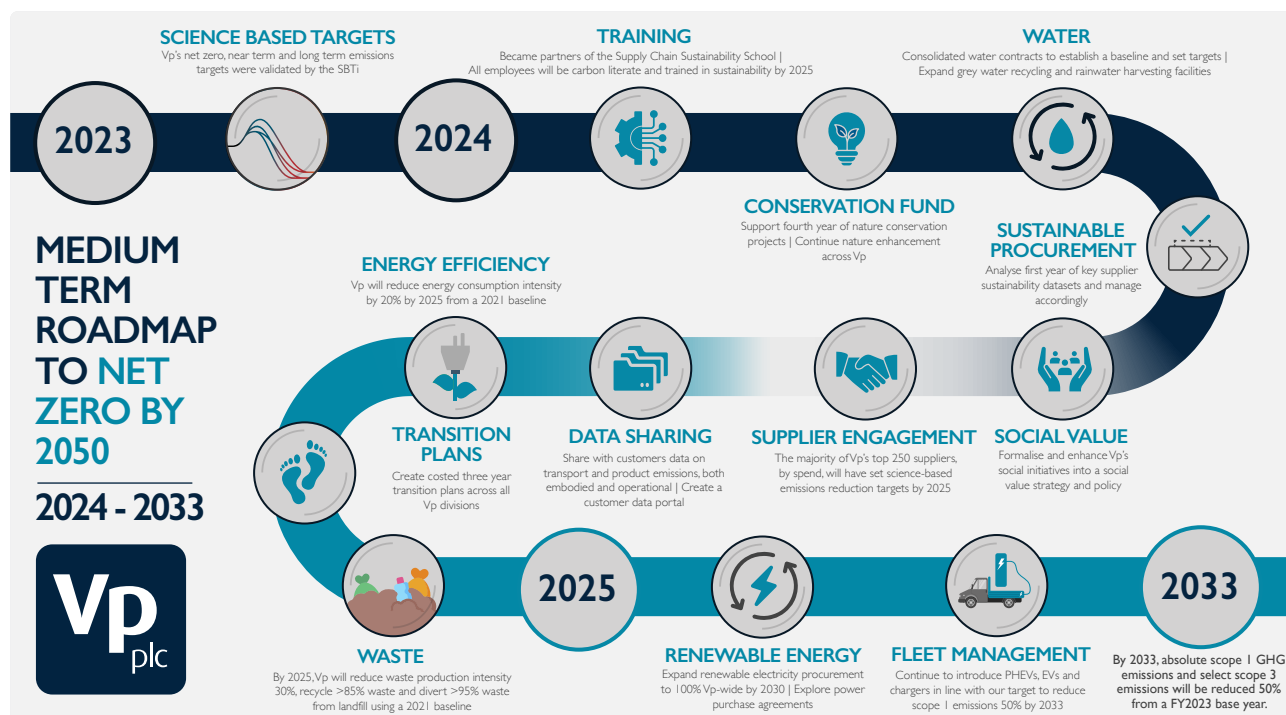 SCIENCE BASED TARGETS
Vp's net zero, near term and long term emissions
targets were validated by the SBTi
TRAINING
Became partners of the Supply Chain Sustainability School |
All employees will be carbon literate and trained in sustainability by 2025
WATER
Consolidated water contracts to establish a baseline and set targets |
Expand grey water recycling and rainwater harvesting facilities
2023
2024
CONSERVATION FUND
Support fourth year of nature conservation
projects | Continue nature enhancement
across Vp
SUSTAINABLE
PROCUREMENT
Analyse first year of key supplier
sustainability datasets and manage
accordingly
MEDIUM
TERM
ROADMAP
TO NET
ZERO BY
2050
2024 - 2033
ENERGY EFFICIENCY
Vp will reduce energy consumption intensity
by 20% by 2025 from a 2021 baseline
TRANSITION
PLANS
Create costed three year
transition plans across all
Vp divisions
DATA SHARING
Share with customers data on
transport and product emissions, both
embodied and operational | Create a
customer data portal
SUPPLIER ENGAGEMENT
The majority of Vp's top 250 suppliers,
by spend, will have set science-based
emissions reduction targets by 2025
SOCIAL VALUE
Formalise and enhance Vp's
social initiatives into a social
value strategy and policy
Vp
plc
2025
2033
WASTE
By 2025, Vp will reduce waste production intensity
30%, recycle >85% waste and divert >95% waste
from landfill using a 2021 baseline
RENEWABLE ENERGY
Expand renewable electricity procurement
to 100% Vp-wide by 2030 | Explore power
purchase agreements
FLEET MANAGEMENT
Continue to introduce PHEVs, EVs and
chargers in line with our target to reduce
scope 1 emissions 50% by 2033
By 2033, absolute scope 1 GHG
emissions and select scope 3
emissions will be reduced 50%
from a FY2023 base year.